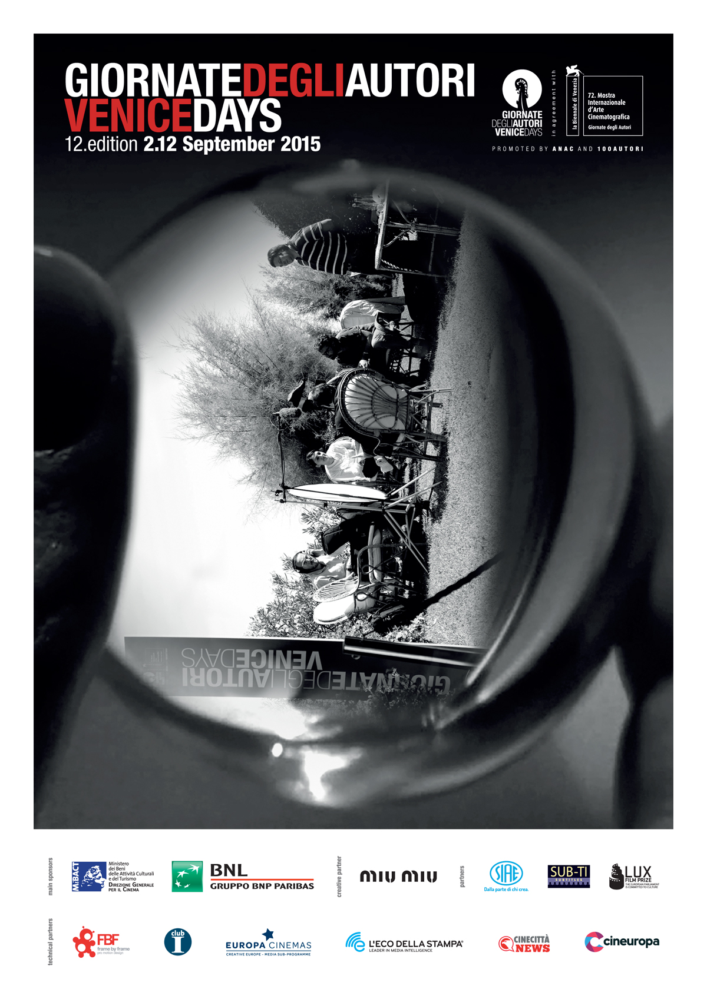 GIORNATEDEGLIAUTORI
VENICEDAYS
12.edition 2.12 September 2015
GIORNATE
DEGLIAUTORI
VENICEDAYS
in agreement with
la Biennale di Venezia
72. Mostra
Internazionale
d'Arte
Cinematografica
Giornate degli Autori
PROMOTED BY ANAC AND 100AUTORI
GIORNATEDEGLIAUTORI
VENICEDAYS
main sponsors
MiBACT
Ministero
dei Beni
delle Attività Culturali
e del Turismo
DIREZIONE GENERALE
PER IL CINEMA
BNL
GRUPPO BNP PARIBAS
creative partner
miu miu
partners
SIAE
Dalla parte di chi crea.
SUB-TI
SUBTITLES
LUX
FILM PRIZE
THE EUROPEAN PARLIAMENT
IS COMMITTED TO CULTURE
technical partners
FBF
frame by frame
pro motion design
club
I
EUROPA CINEMAS
CREATIVE EUROPE - MEDIA SUB-PROGRAMME
L'ECO DELLA STAMPA®
LEADER IN MEDIA INTELLIGENCE
CINECITTÀ
NEWS
cineuropa